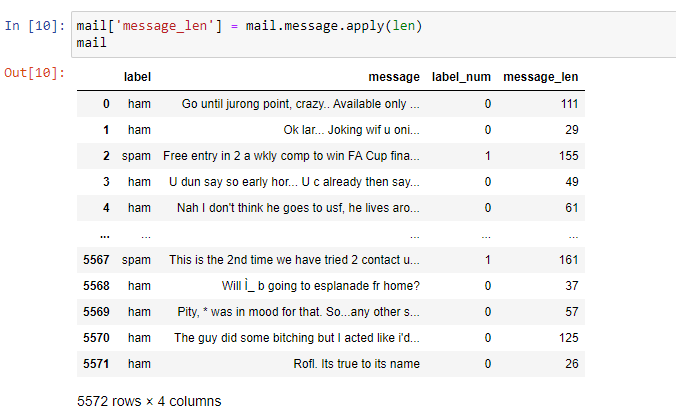 In [10]: mail['message_len'] = mail.message.apply(len)
mail
Out[10]:
label message label_num message_len
0 ham Go until jurong point, crazy.. Available only ... 0 111
1 ham Ok lar... Joking wif u oni... 0 29
2 spam Free entry in 2 a wkly comp to win FA Cup fina... 1 155
3 ham U dun say so early hor... U c already then say... 0 49
4 ham Nah I don't think he goes to usf, he lives aro... 0 61
... ... ... ... ...
5567 spam This is the 2nd time we have tried 2 contact u... 1 161
5568 ham Will Ì_ b going to esplanade fr home? 0 37
5569 ham Pity, * was in mood for that. So...any other s... 0 57
5570 ham The guy did some bitching but I acted like i'd... 0 125
5571 ham Rofl. Its true to its name 0 26
5572 rows × 4 columns